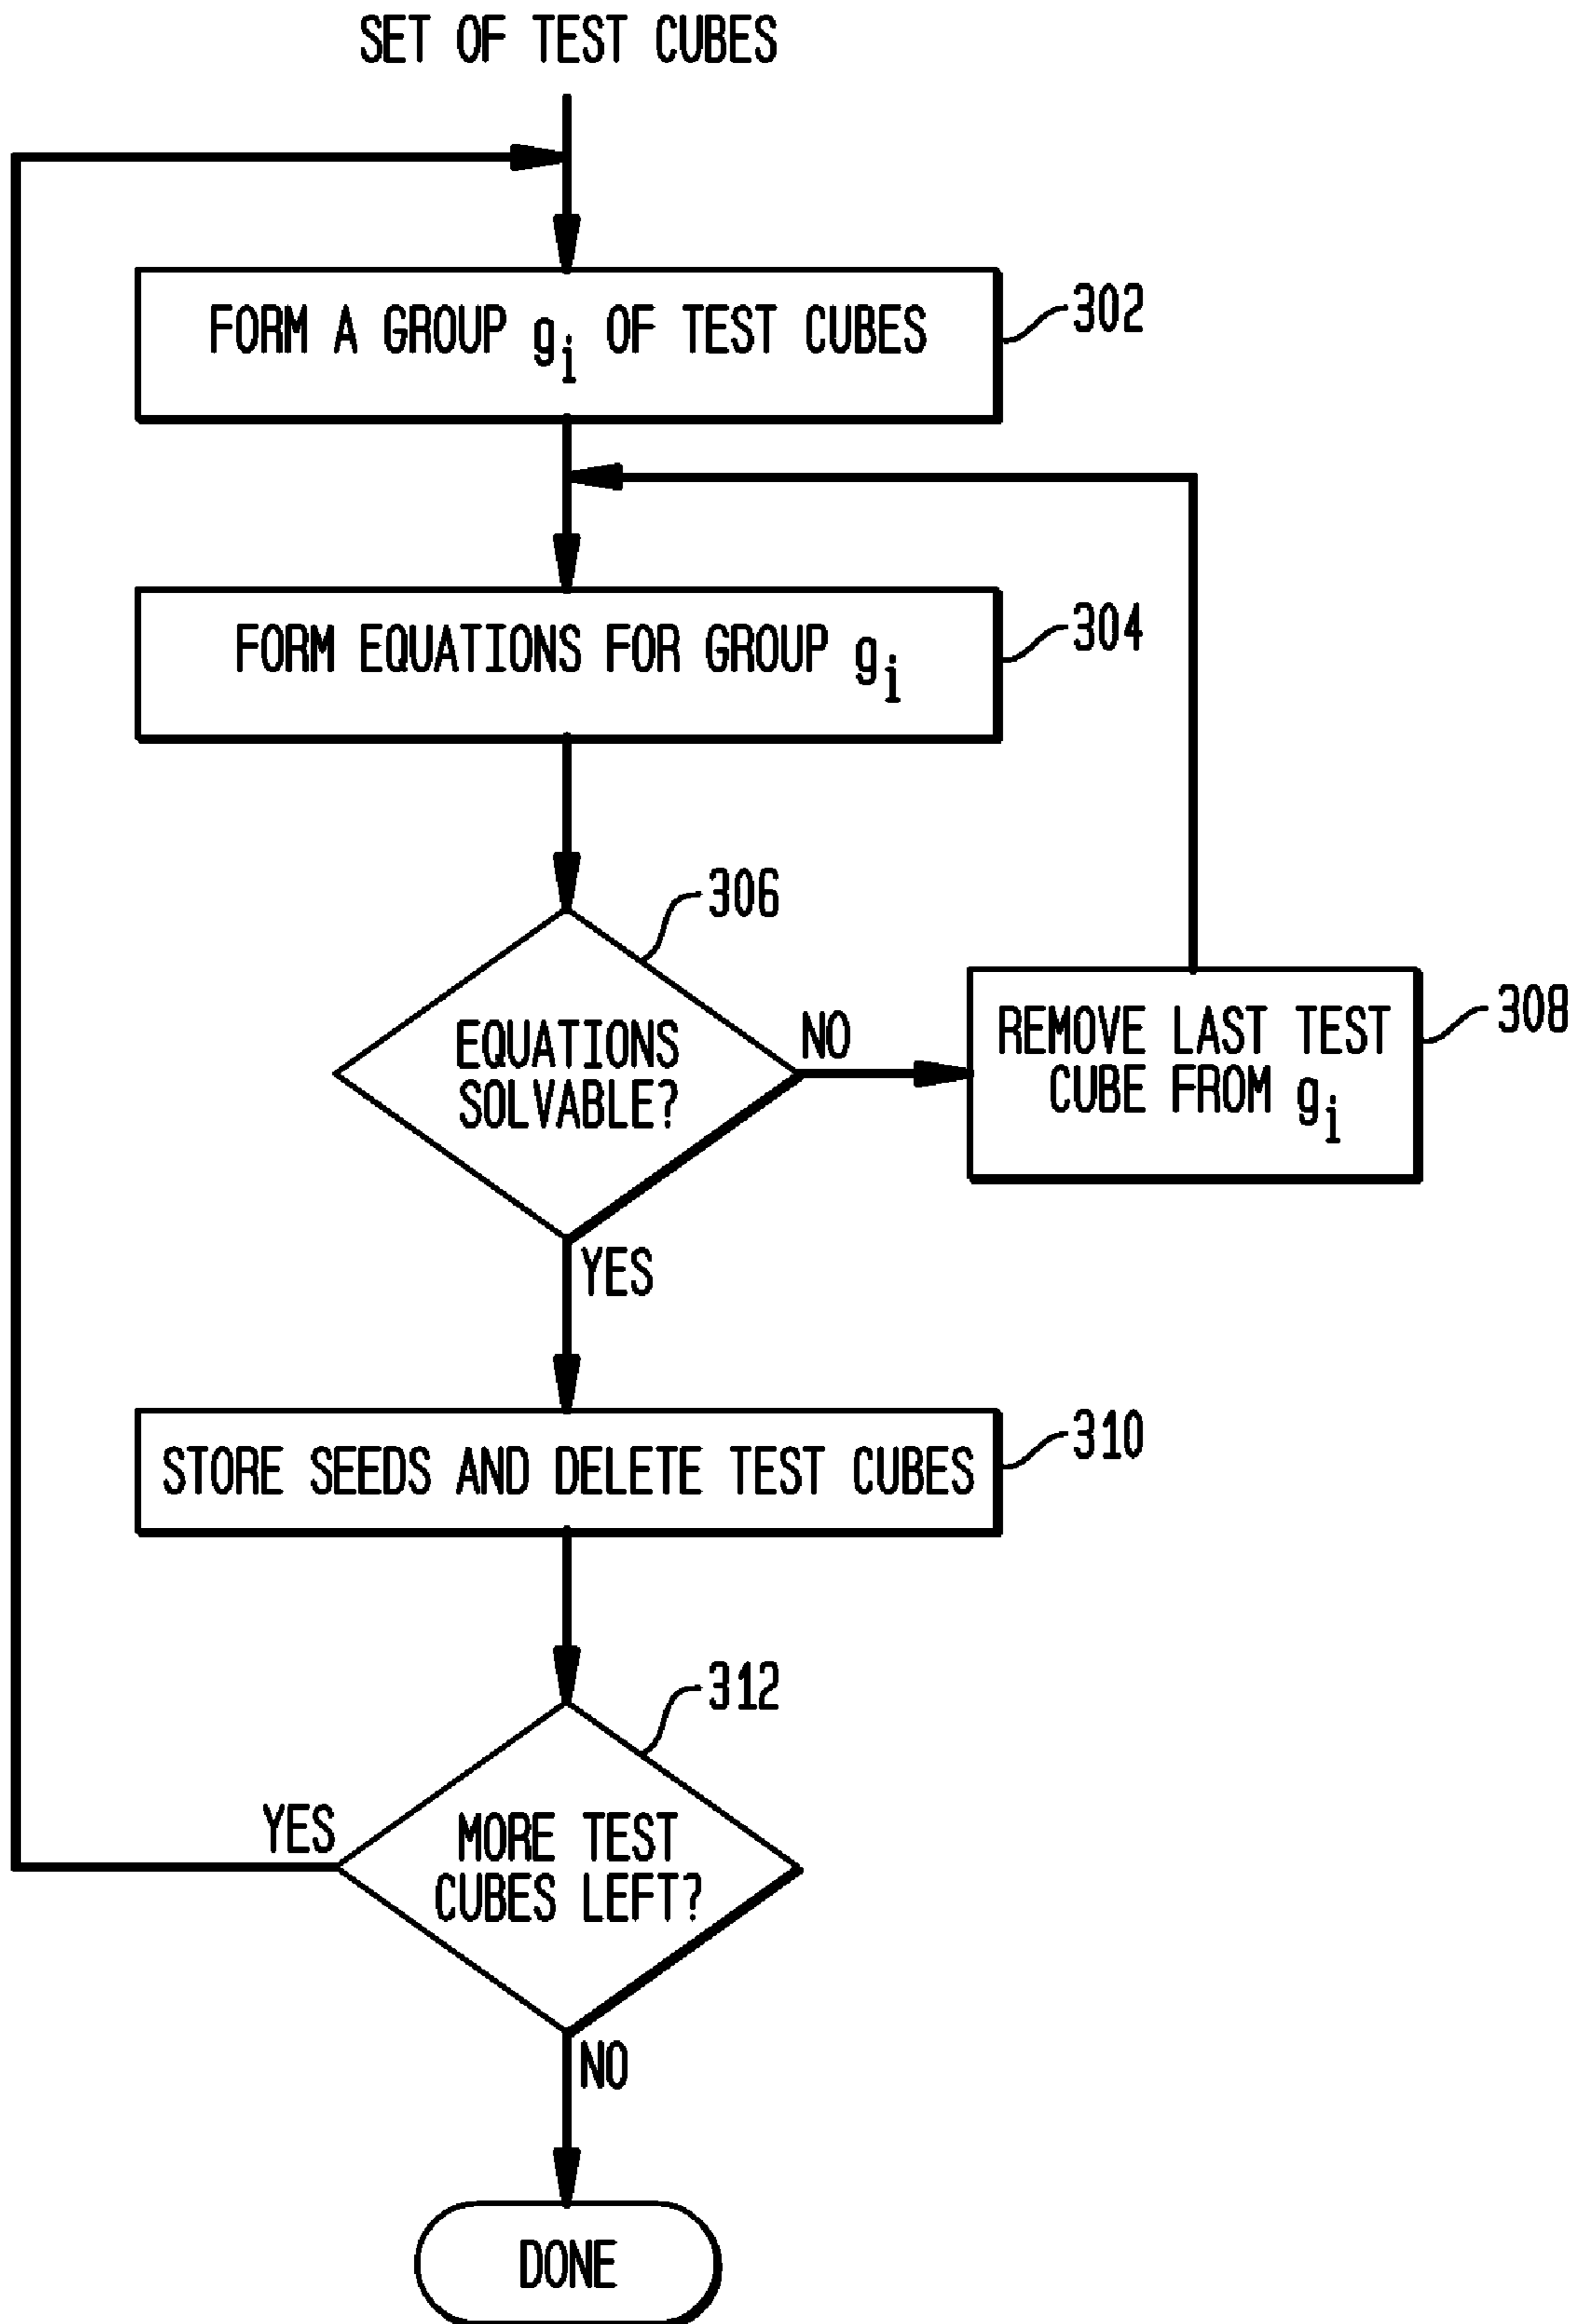 SET OF TEST CUBES
FORM A GROUP gi OF TEST CUBES
302
FORM EQUATIONS FOR GROUP gi
304
306
EQUATIONS
SOLVABLE?
NO
REMOVE LAST TEST
CUBE FROM gi
308
YES
STORE SEEDS AND DELETE TEST CUBES
310
312
YES
MORE TEST
CUBES LEFT?
NO
DONE